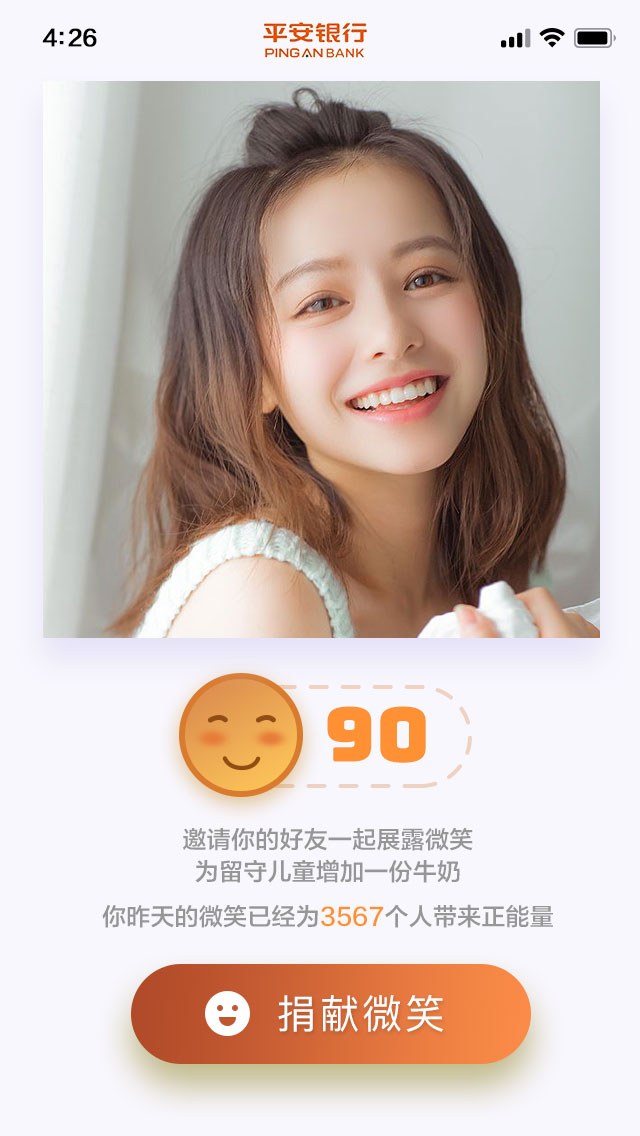 4:26
平安银行
PING AN BANK
90
邀请你的好友一起展露微笑
为留守儿童增加一份牛奶
你昨天的微笑已经为3567个人带来正能量
捐献微笑